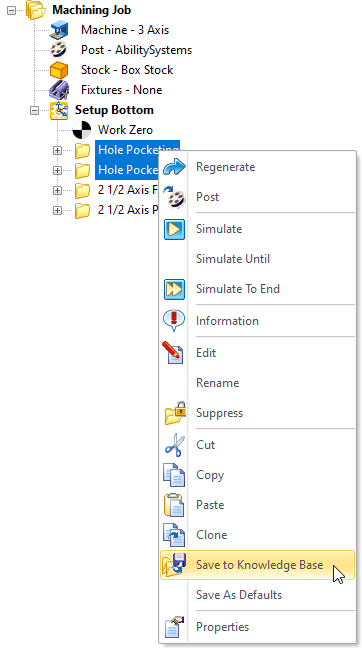 Machining Job
Machine - 3 Axis
Post - AbilitySystems
Stock - Box Stock
Fixtures - None
Setup Bottom
Work Zero
Hole Pocketing
Hole Pocke
2 1/2 Axis F
2 1/2 Axis P
Regenerate
Post
Simulate
Simulate Until
Simulate To End
Information
Edit
Rename
Suppress
Cut
Copy
Paste
Clone
Save to Knowledge Base
Save As Defaults
Properties